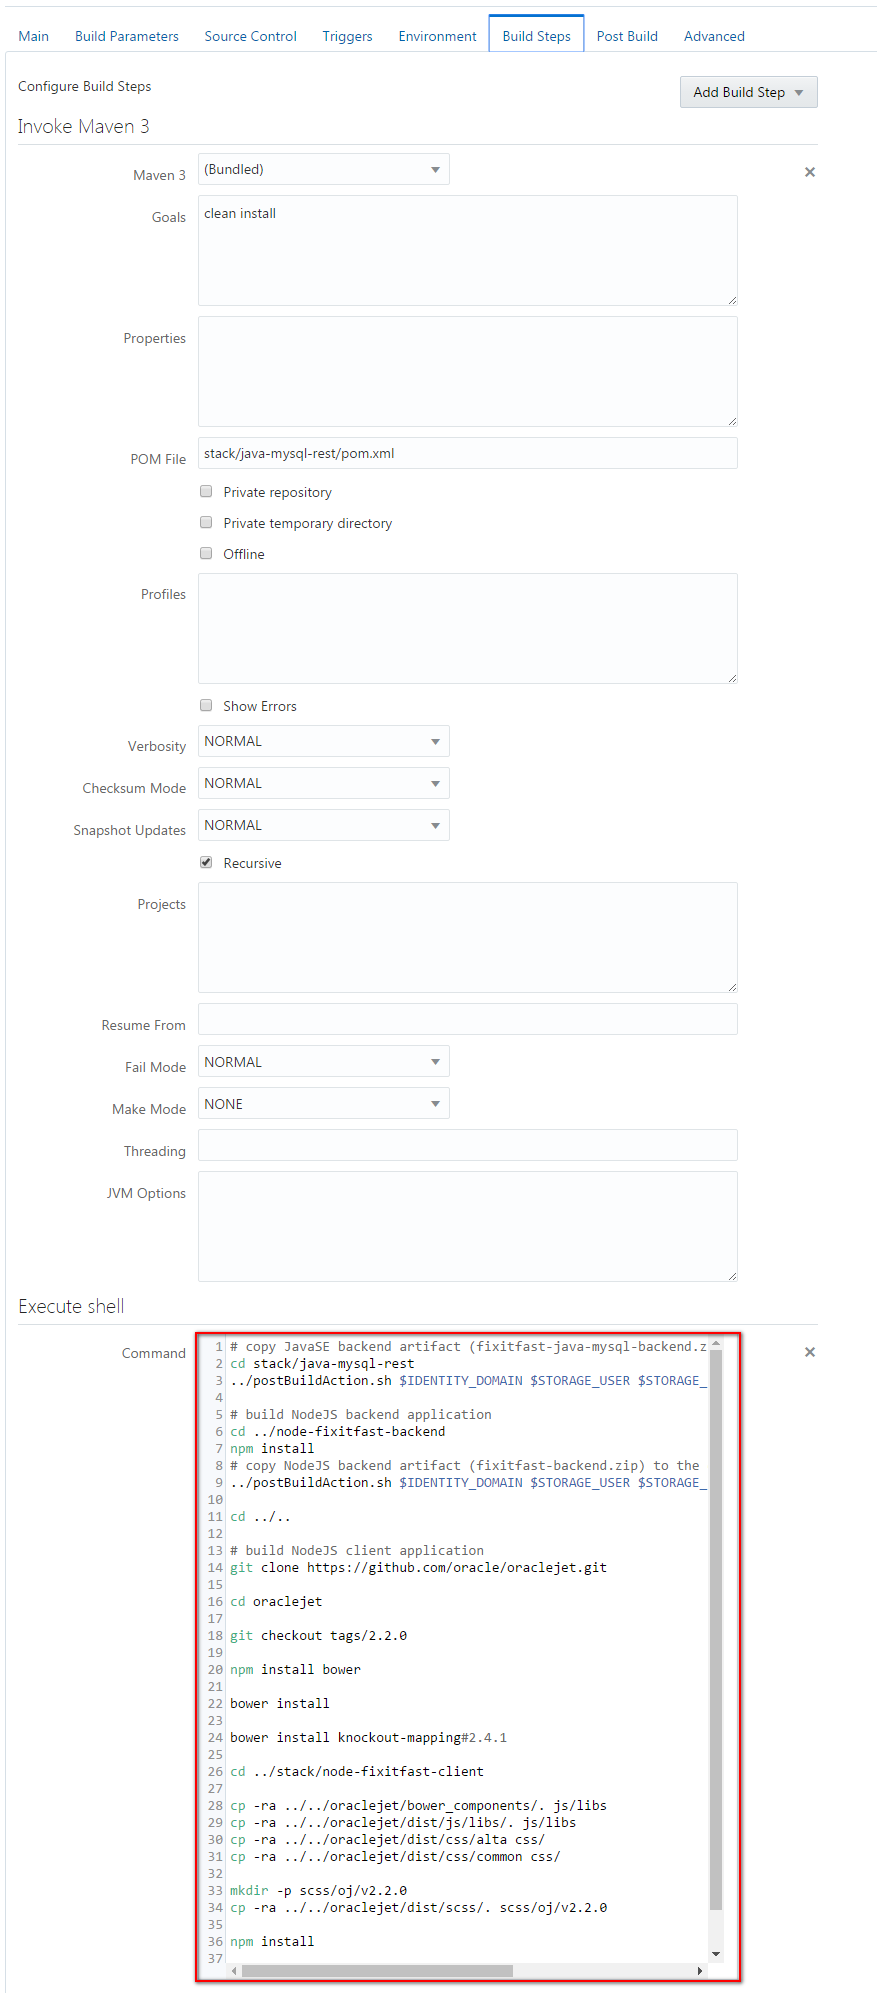 Main Build Parameters Source Control Triggers Environment Build Steps Post Build Advanced
Configure Build Steps
Add Build Step
Invoke Maven 3
Maven 3 (Bundled)
Goals clean install
Properties
POM File stack/java-mysql-rest/pom.xml
Private repository
Private temporary directory
Offline
Profiles
Show Errors
Verbosity NORMAL
Checksum Mode NORMAL
Snapshot Updates NORMAL
Recursive
Projects
Resume From
Fail Mode NORMAL
Make Mode NONE
Threading
JVM Options
Execute shell
Command
1 # copy JavaSE backend artifact (fixitfast-java-mysql-backend.z
2 cd stack/java-mysql-rest
3 ../postBuildAction.sh $IDENTITY_DOMAIN $STORAGE_USER $STORAGE_
4
5 # build NodeJS backend application
6 cd ../node-fixitfast-backend
7 npm install
8 # copy NodeJS backend artifact (fixitfast-backend.zip) to the
9 ../postBuildAction.sh $IDENTITY_DOMAIN $STORAGE_USER $STORAGE_
10
11 cd ../..
12
13 # build NodeJS client application
14 git clone https://github.com/oracle/oraclejet.git
15
16 cd oraclejet
17
18 git checkout tags/2.2.0
19
20 npm install bower
21
22 bower install
23
24 bower install knockout-mapping#2.4.1
25
26 cd ../stack/node-fixitfast-client
27
28 cp -ra ../../oraclejet/bower_components/. js/libs
29 cp -ra ../../oraclejet/dist/js/libs/. js/libs
30 cp -ra ../../oraclejet/dist/css/alta css/
31 cp -ra ../../oraclejet/dist/css/common css/
32
33 mkdir -p scss/oj/v2.2.0
34 cp -ra ../../oraclejet/dist/scss/. scss/oj/v2.2.0
35
36 npm install
37